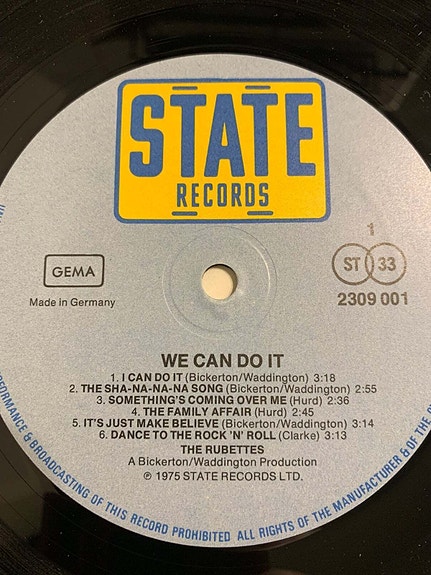 STATE
RECORDS
1
GEMA
ST 33
Made in Germany
2309 001
WE CAN DO IT
1. I CAN DO IT (Bickerton/Waddington) 3:18
2. THE SHA-NA-NA-NA SONG (Bickerton/Waddington) 2:55
3. SOMETHING'S COMING OVER ME (Hurd) 2:36
4. THE FAMILY AFFAIR (Hurd) 2:45
5. IT'S JUST MAKE BELIEVE (Bickerton/Waddington) 3:14
6. DANCE TO THE ROCK 'N' ROLL (Clarke) 3:13
THE RUBETTES
A Bickerton/Waddington Production
℗ 1975 STATE RECORDS LTD.
PERFORMANCE & BROADCASTING OF THIS RECORD PROHIBITED ALL RIGHTS OF THE MANUFACTURER & OF THE